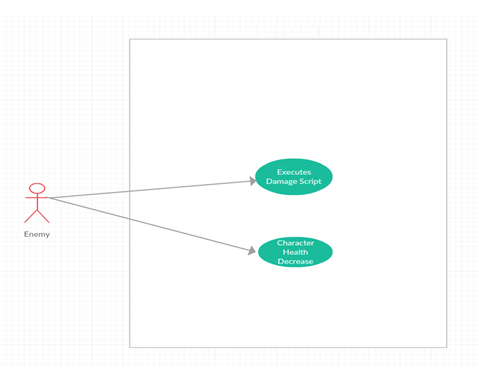 Executes
Damage Script
Enemy
Character
Health
Decrease